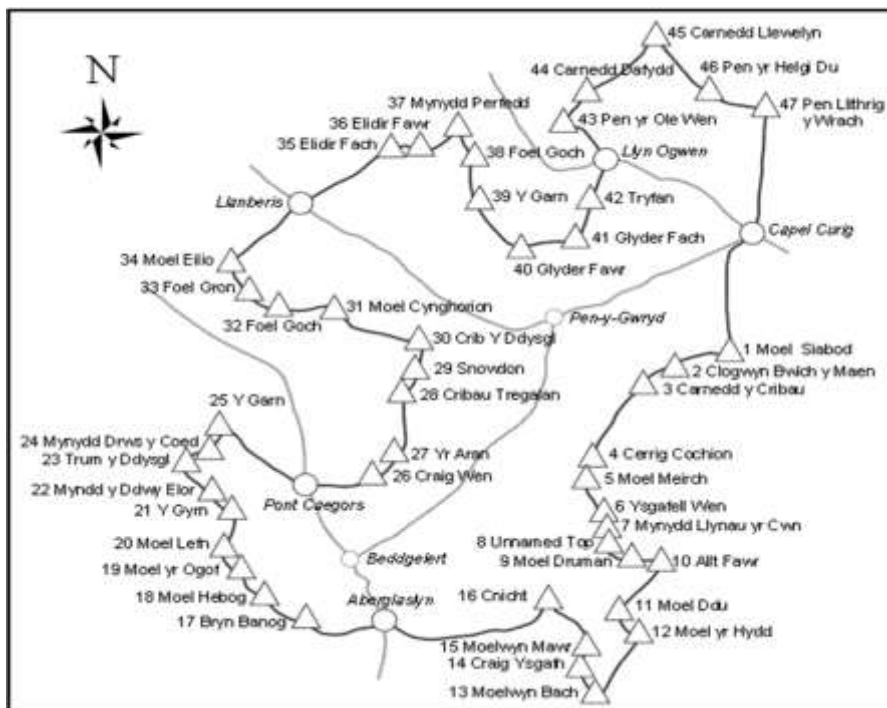 N
45 Carnedd Llewelyn
46 Pen yr Helgi Du
44 Carnedd Dafydd
47 Pen Llithrig
y Wrach
37 Mynydd Perfedd
36 Elidir Fawr
35 Elidir Fach
43 Pen yr Ole Wen
38 Foel Goch
Llyn Ogwen
39 Y Garn
42 Tryfan
Llanberis
41 Glyder Fach
Capel Curig
40 Glyder Fawr
34 Moel Eilio
33 Foel Gron
32 Foel Goch
31 Moel Cynghorion
Pen-y-Gwryd
30 Crib Y Ddysgl
29 Snowdon
28 Cribau Tregalan
1 Moel Siabod
2 Clogwyn Bwlch y Maen
3 Carnedd y Cribau
25 Y Garn
24 Mynydd Drws y Coed
23 Trum y Ddysgl
22 Myndd y Ddwy Elor
21 Y Gyrn
27 Yr Aran
26 Craig Wen
Pont Caegors
4 Cerrig Cochion
5 Moel Meirch
6 Ysgafell Wen
7 Mynydd Llynau yr Cwn
8 Unnamed Top
9 Moel Druman
10 Allt Fawr
20 Moel Lefn
19 Moel yr Ogof
18 Moel Hebog
17 Bryn Banog
Beddgelert
Aberglaslyn
16 Cnicht
11 Moel Ddu
12 Moel yr Hydd
15 Moelwyn Mawr
14 Craig Ysgafn
13 Moelwyn Bach